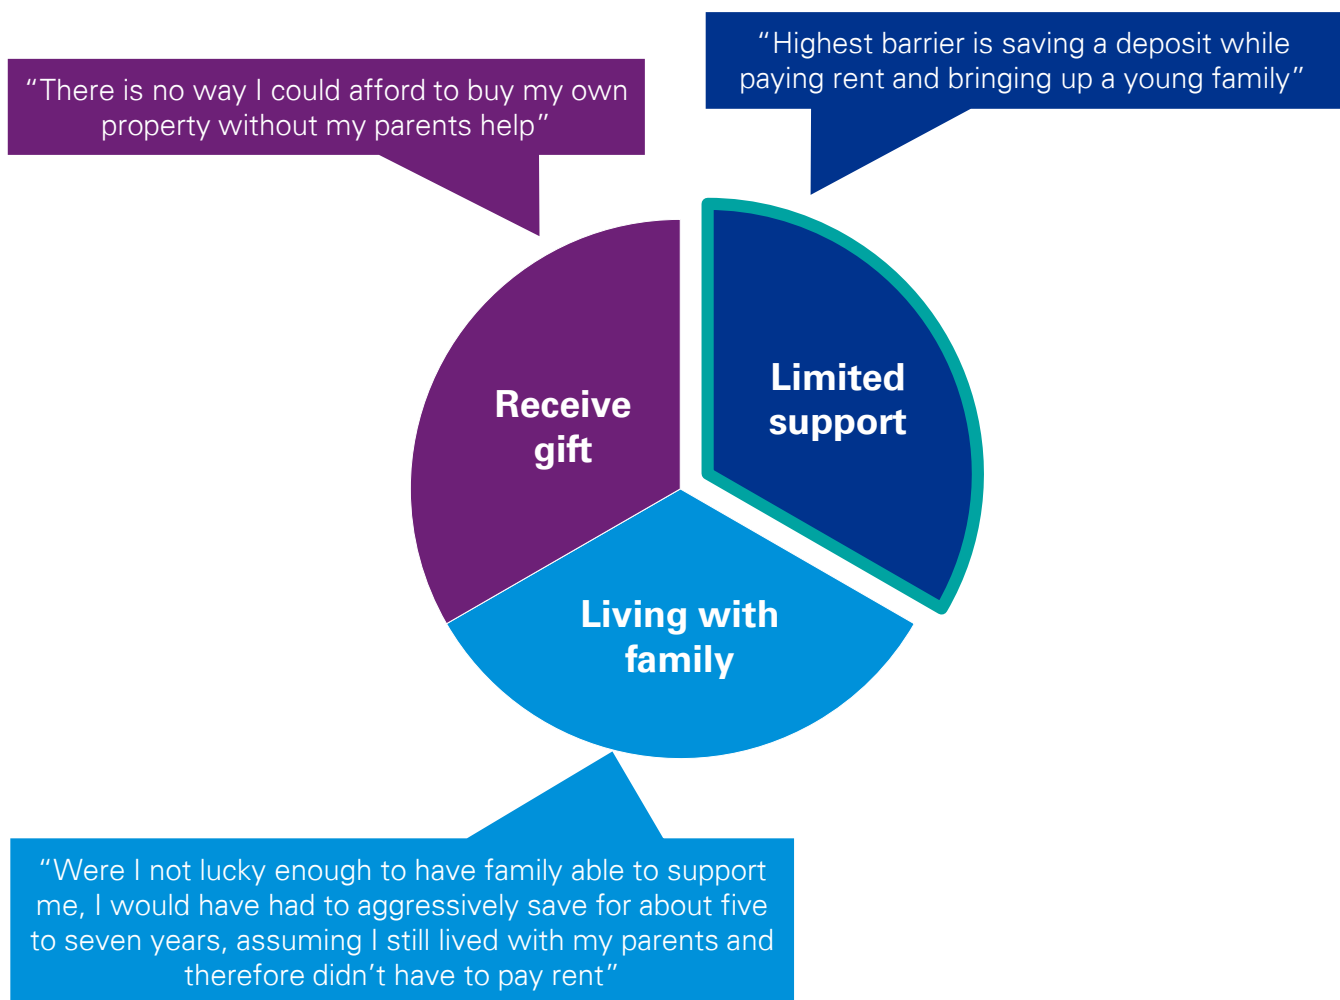 “Highest barrier is saving a deposit while
paying rent and bringing up a young family”
“There is no way I could afford to buy my own
property without my parents help”
Limited
support
Receive
gift
Living with
family
“Were I not lucky enough to have family able to support
me, I would have had to aggressively save for about five
to seven years, assuming I still lived with my parents and
therefore didn’t have to pay rent”